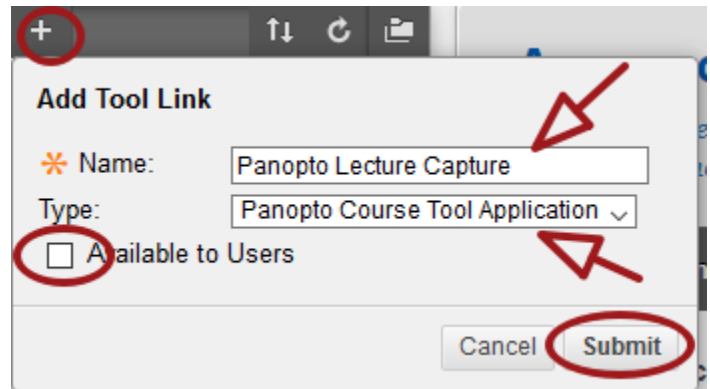 Add Tool Link
Name: Panopto Lecture Capture
Type: Panopto Course Tool Application
Available to Users
Cancel Submit